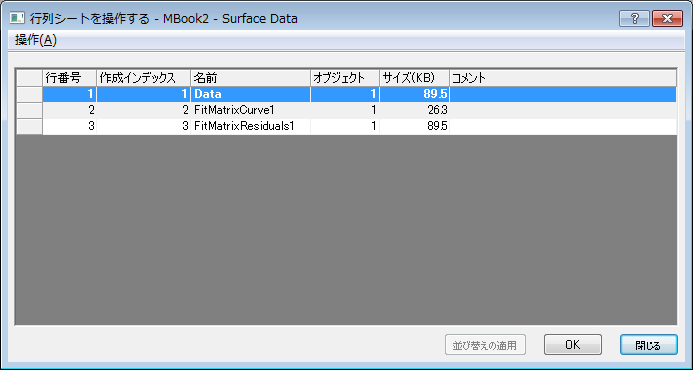 行列シートを操作する - MBook2 - Surface Data
操作(A)
行番号 作成インデックス 名前 オブジェクト サイズ(KB) コメント
1 1 Data 1 89.5
2 2 FitMatrixCurve1 1 26.3
3 3 FitMatrixResiduals1 1 89.5
並び替えの適用 OK 閉じる